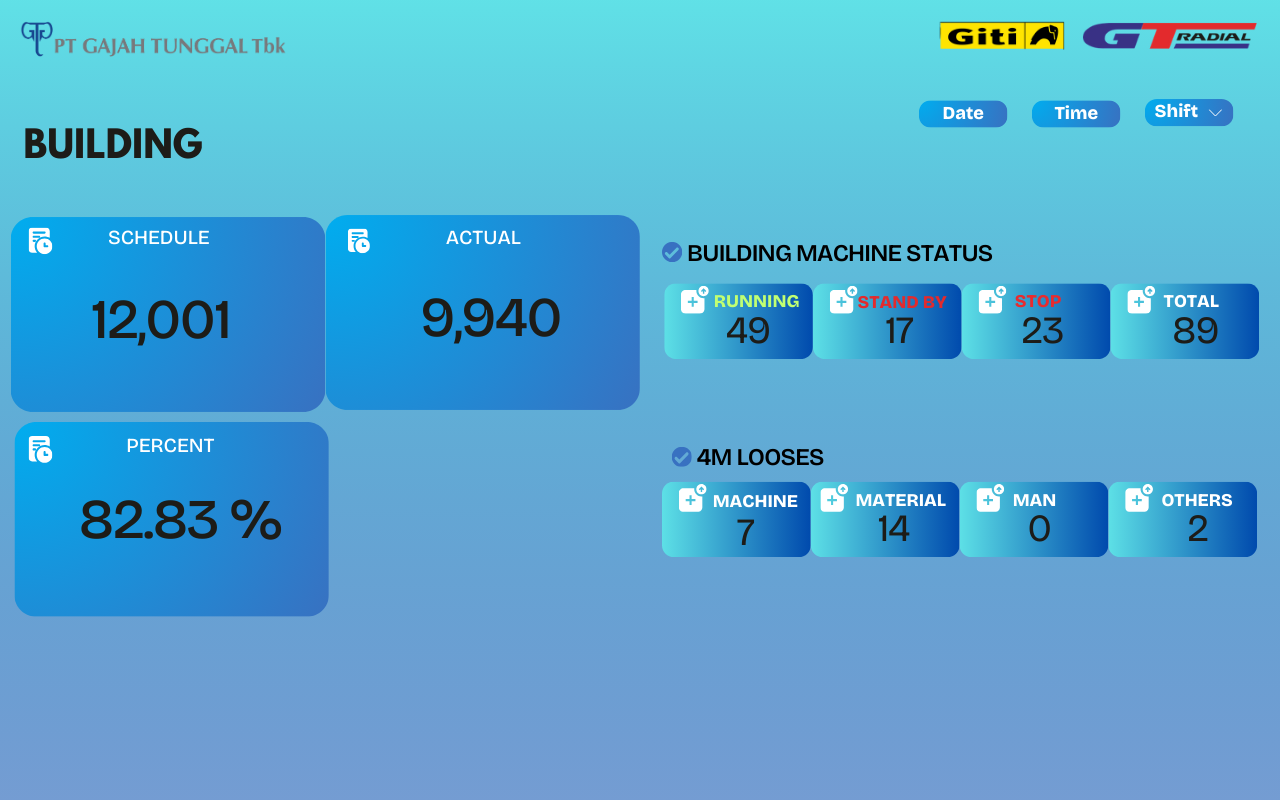 PT GAJAH TUNGGAL Tbk
Giti
GT RADIAL
Date
Time
Shift
BUILDING
SCHEDULE
12,001
ACTUAL
9,940
PERCENT
82.83 %
BUILDING MACHINE STATUS
RUNNING
49
STAND BY
17
STOP
23
TOTAL
89
4M LOOSES
MACHINE
7
MATERIAL
14
MAN
0
OTHERS
2